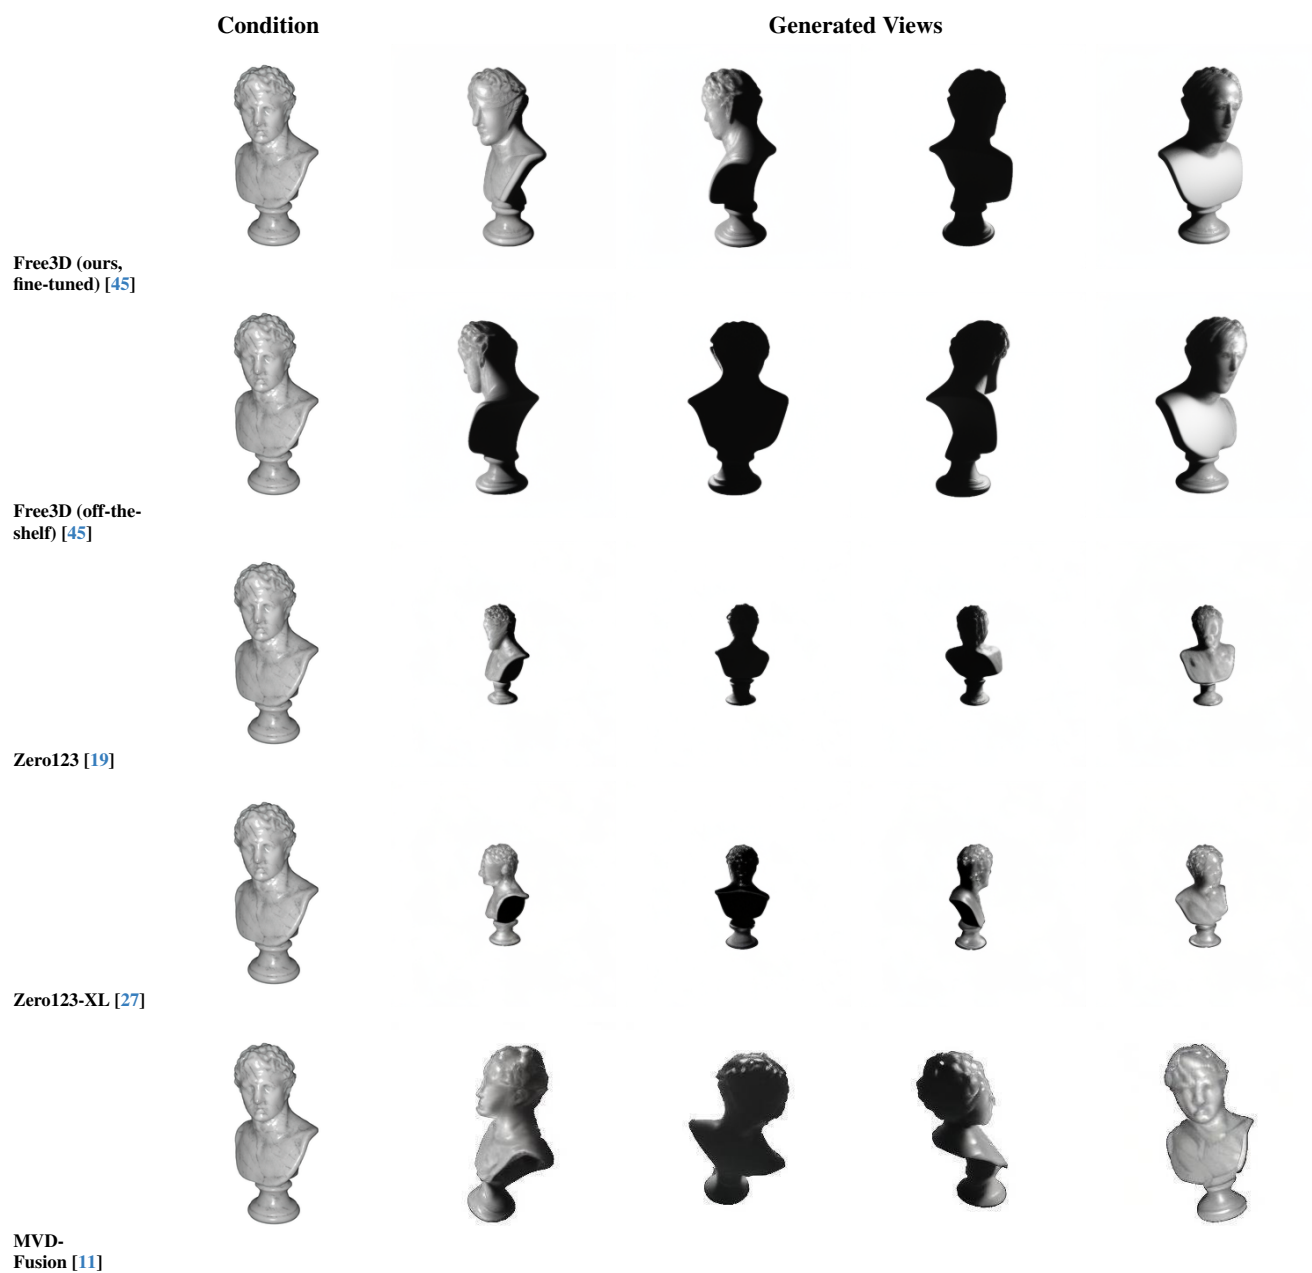 Condition
Generated Views
Free3D (ours,
fine-tuned) [45]
Free3D (off-the-
shelf) [45]
Zero123 [19]
Zero123-XL [27]
MVD-
Fusion [11]